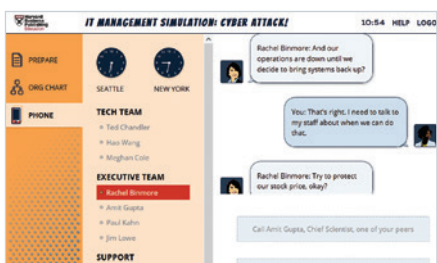 Harvard
Business
Publishing
Education
IT MANAGEMENT SIMULATION: CYBER ATTACK!
10:54 HELP LOGO
PREPARE
ORG CHART
PHONE
SEATTLE
NEW YORK
TECH TEAM
Ted Chandler
Hao Wang
Meghan Cole
EXECUTIVE TEAM
Rachel Binmore
Amit Gupta
Paul Kahn
Jim Lowe
SUPPORT
Rachel Binmore: And our
operations are down until we
decide to bring systems back up?
You: That's right. I need to talk to
my staff about when we can do
that.
Rachel Binmore: Try to protect
our stock price, okay?
Call Amit Gupta, Chief Scientist, one of your peers